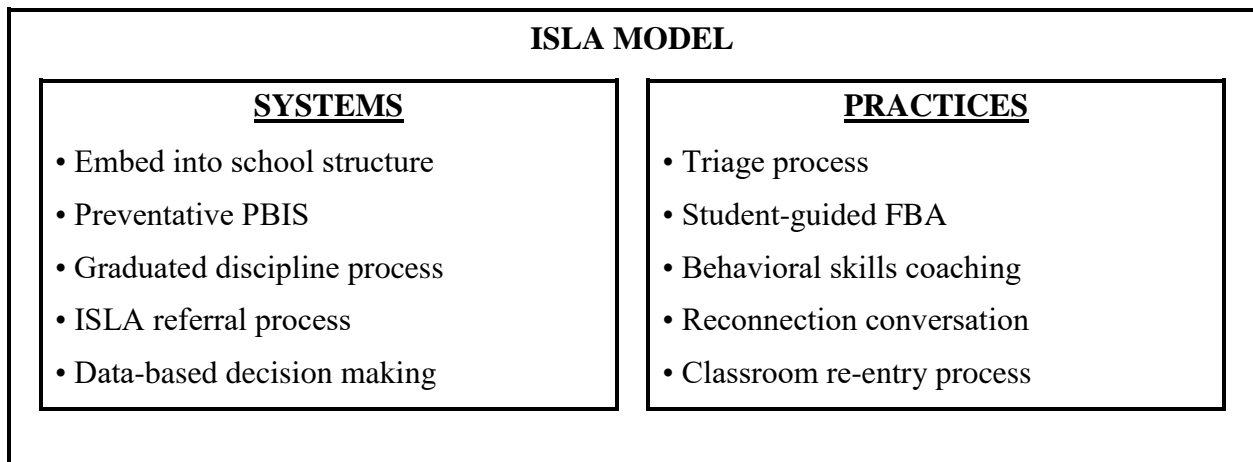 ISLA MODEL
SYSTEMS
• Embed into school structure
• Preventative PBIS
• Graduated discipline process
• ISLA referral process
• Data-based decision making
PRACTICES
• Triage process
• Student-guided FBA
• Behavioral skills coaching
• Reconnection conversation
• Classroom re-entry process